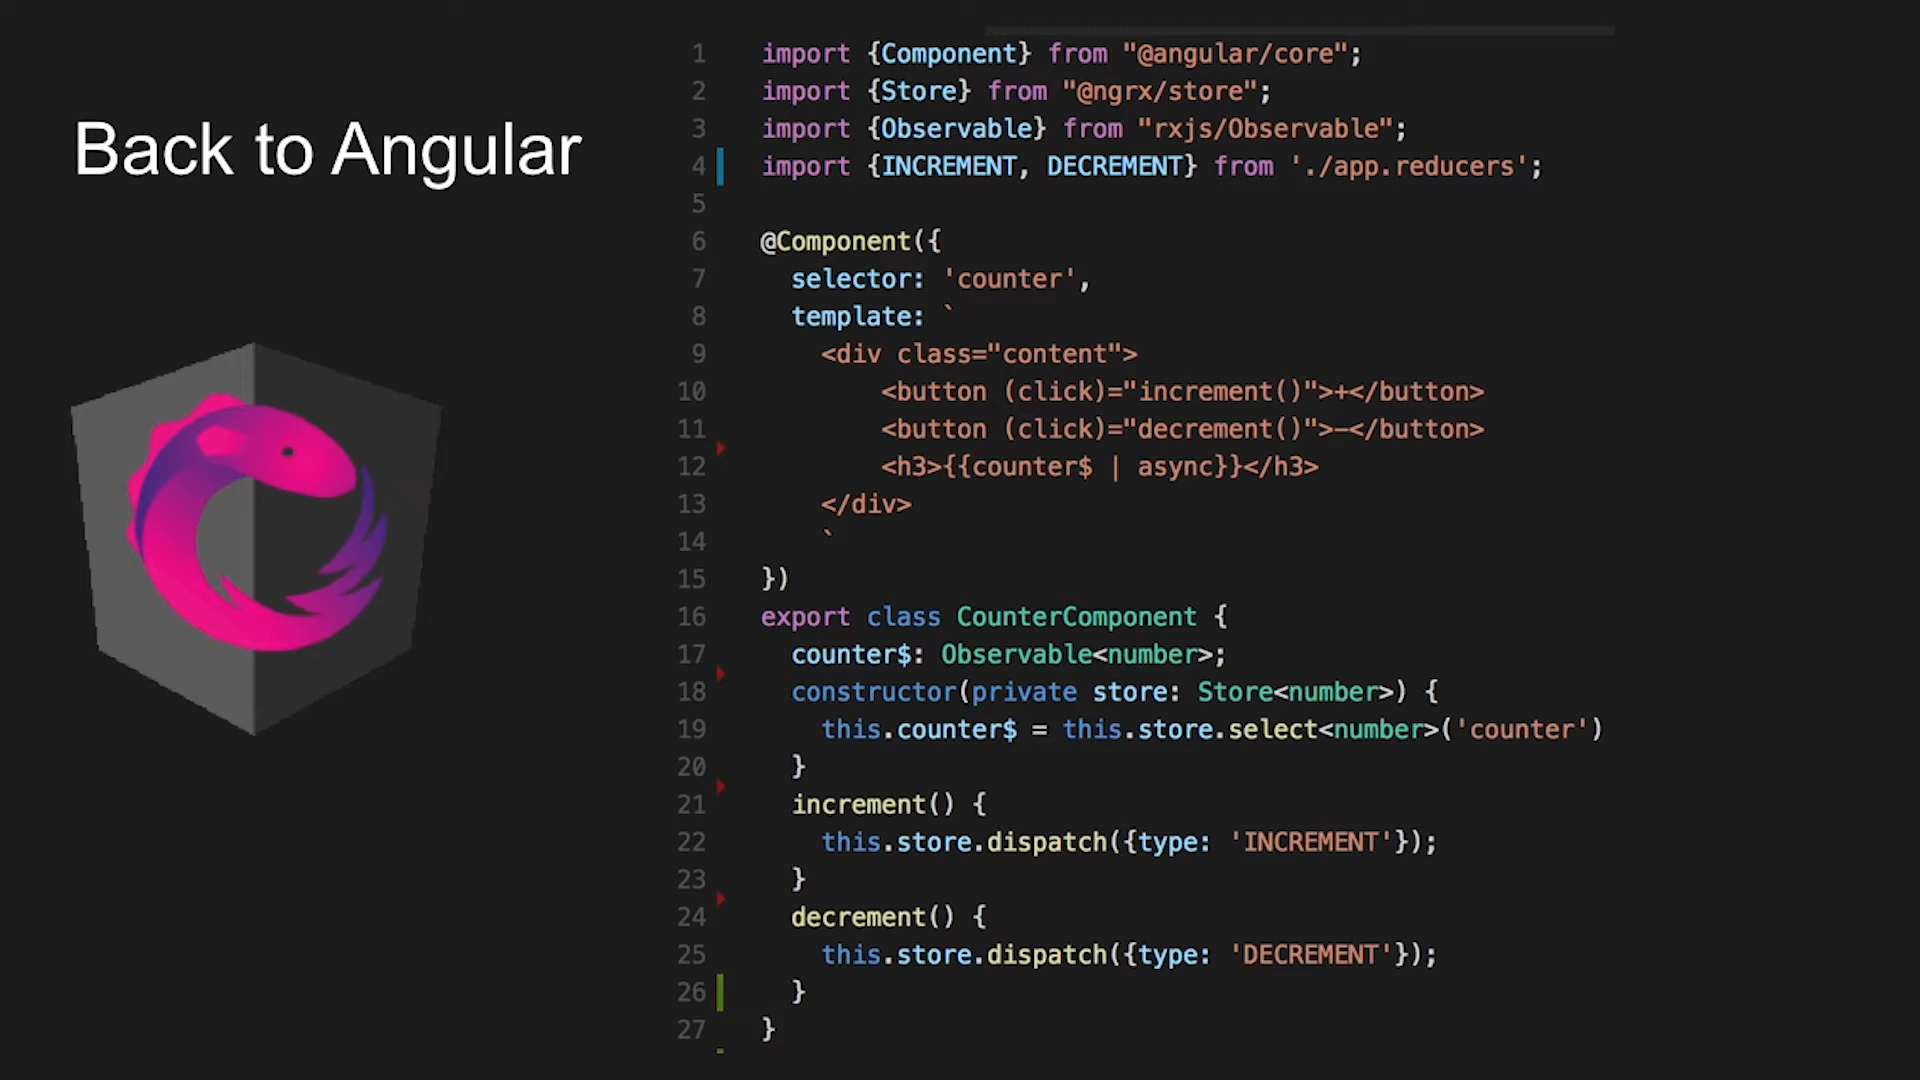 Back to Angular
1 import {Component} from "@angular/core";
2 import {Store} from "@ngrx/store";
3 import {Observable} from "rxjs/Observable";
4 import {INCREMENT, DECREMENT} from './app.reducers';
5
6 @Component({
7   selector: 'counter',
8   template: `
9     <div class="content">
10         <button (click)="increment()">+</button>
11         <button (click)="decrement()">—</button>
12         <h3>{{counter$ | async}}</h3>
13     </div>
14     `
15 })
16 export class CounterComponent {
17   counter$: Observable<number>;
18   constructor(private store: Store<number>) {
19     this.counter$ = this.store.select<number>('counter')
20   }
21   increment() {
22     this.store.dispatch({type: 'INCREMENT'});
23   }
24   decrement() {
25     this.store.dispatch({type: 'DECREMENT'});
26   }
27 }